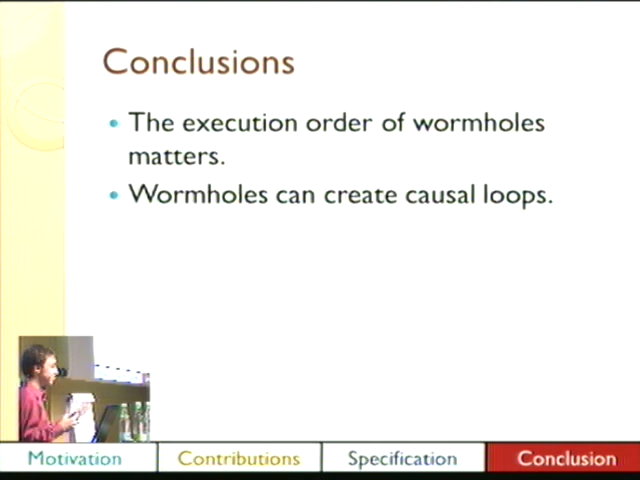 Conclusions
The execution order of wormholes
matters.
Wormholes can create causal loops.
Motivation
Contributions
Specification
Conclusion